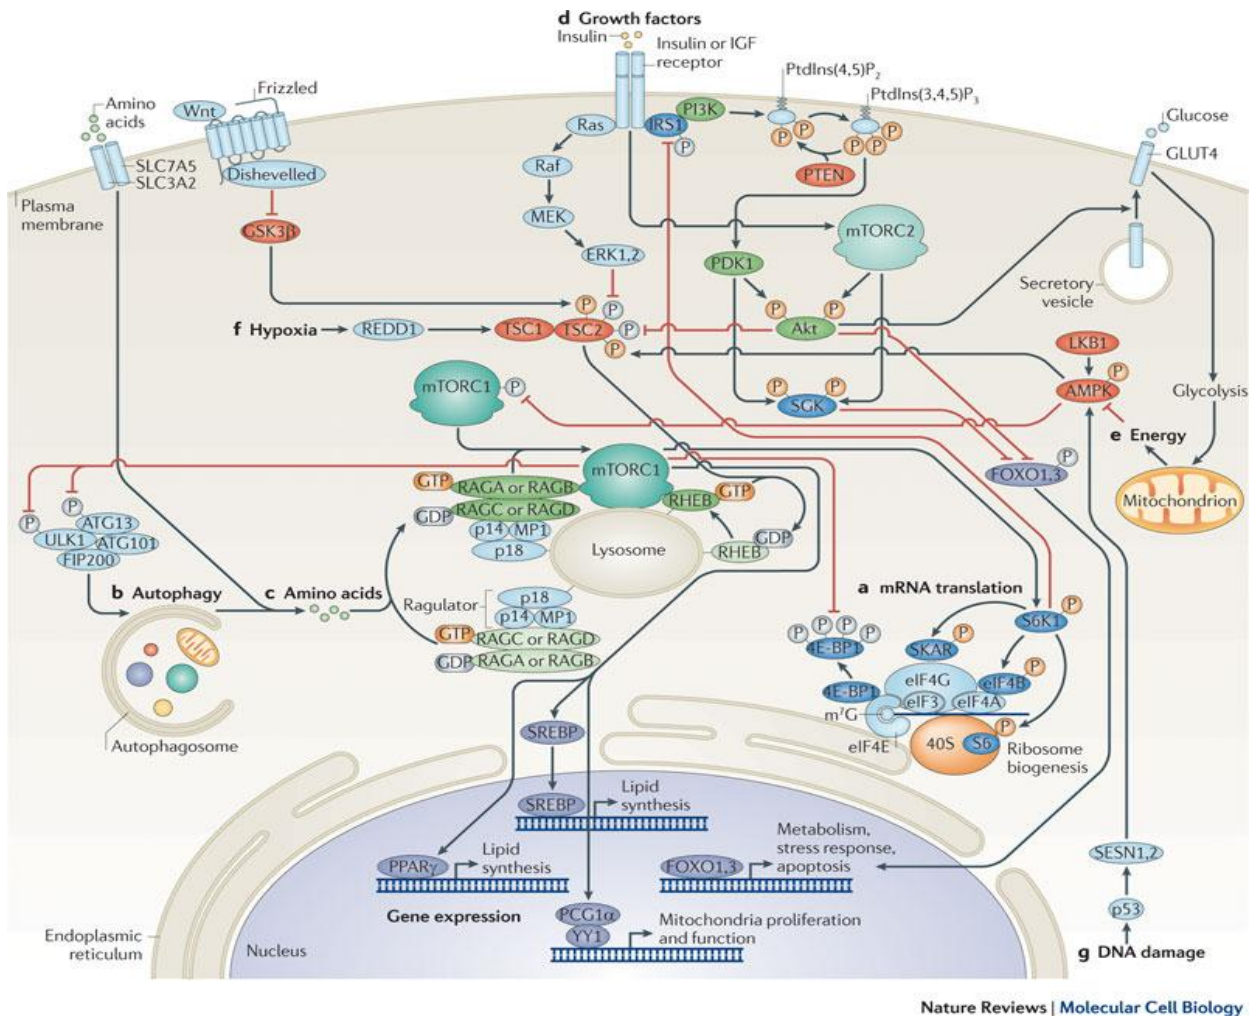 d Growth factors
Insulin
Insulin or IGF
receptor
PtdIns(4,5)P2
PtdIns(3,4,5)P3
Frizzled
Wnt
Amino
acids
SLC7A5
SLC3A2
Dishevelled
Plasma
membrane
GSK3β
Ras
IRS1
PI3K
P
P
P
P
P
P
Raf
PTEN
MEK
ERK1,2
Glucose
GLUT4
mTORC2
PDK1
Secretory
vesicle
P
P
P
P
P
P
f Hypoxia
REDD1
TSC1
TSC2
Akt
LKB1
mTORC1
P
P
P
SGK
AMPK
P
Glycolysis
e Energy
Mitochondrion
FOXO1,3
P
mTORC1
GTP
RAGA or RAGB
GDP
RAGC or RAGD
p14
MP1
p18
RHEB
GTP
Lysosome
RHEB
GDP
P
P
ATG13
ULK1
ATG101
FIP200
b Autophagy
c Amino acids
Ragulator
p18
p14
MP1
GTP
RAGC or RAGD
GDP
RAGA or RAGB
Autophagosome
a mRNA translation
S6K1
P
P
P
P
P
4E-BP1
SKAR
P
4E-BP1
eIF4G
eIF4B
P
eIF3
eIF4A
m7G
eIF4E
40S
S6
P
Ribosome
biogenesis
SREBP
SREBP
Lipid
synthesis
PPARγ
Lipid
synthesis
Gene expression
PCG1α
YY1
Mitochondria proliferation
and function
FOXO1,3
Metabolism,
stress response,
apoptosis
SESN1,2
p53
g DNA damage
Endoplasmic
reticulum
Nucleus
Nature Reviews | Molecular Cell Biology